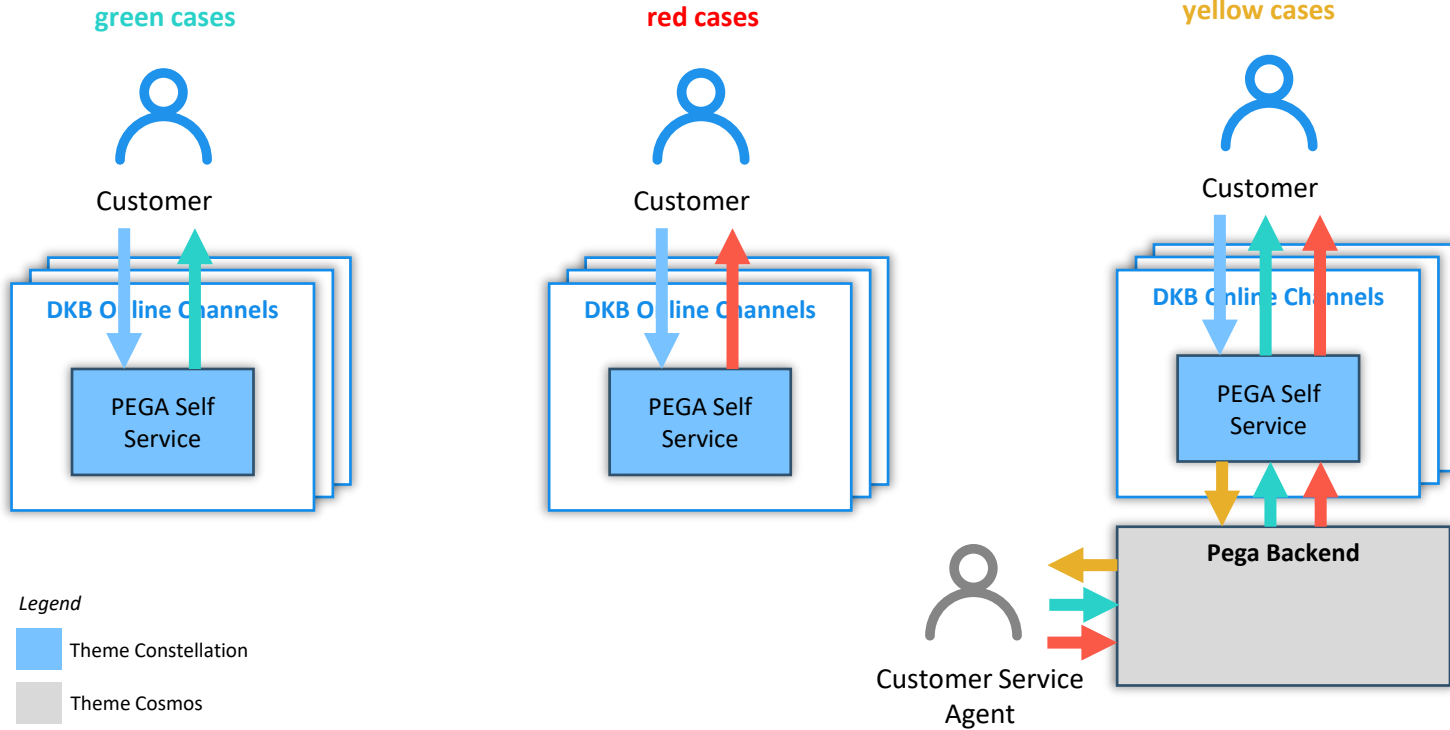 green cases
red cases
yellow cases
Customer
Customer
Customer
DKB Online Channels
DKB Online Channels
DKB Online Channels
PEGA Self
Service
PEGA Self
Service
PEGA Self
Service
Pega Backend
Customer Service
Agent
Legend
Theme Constellation
Theme Cosmos